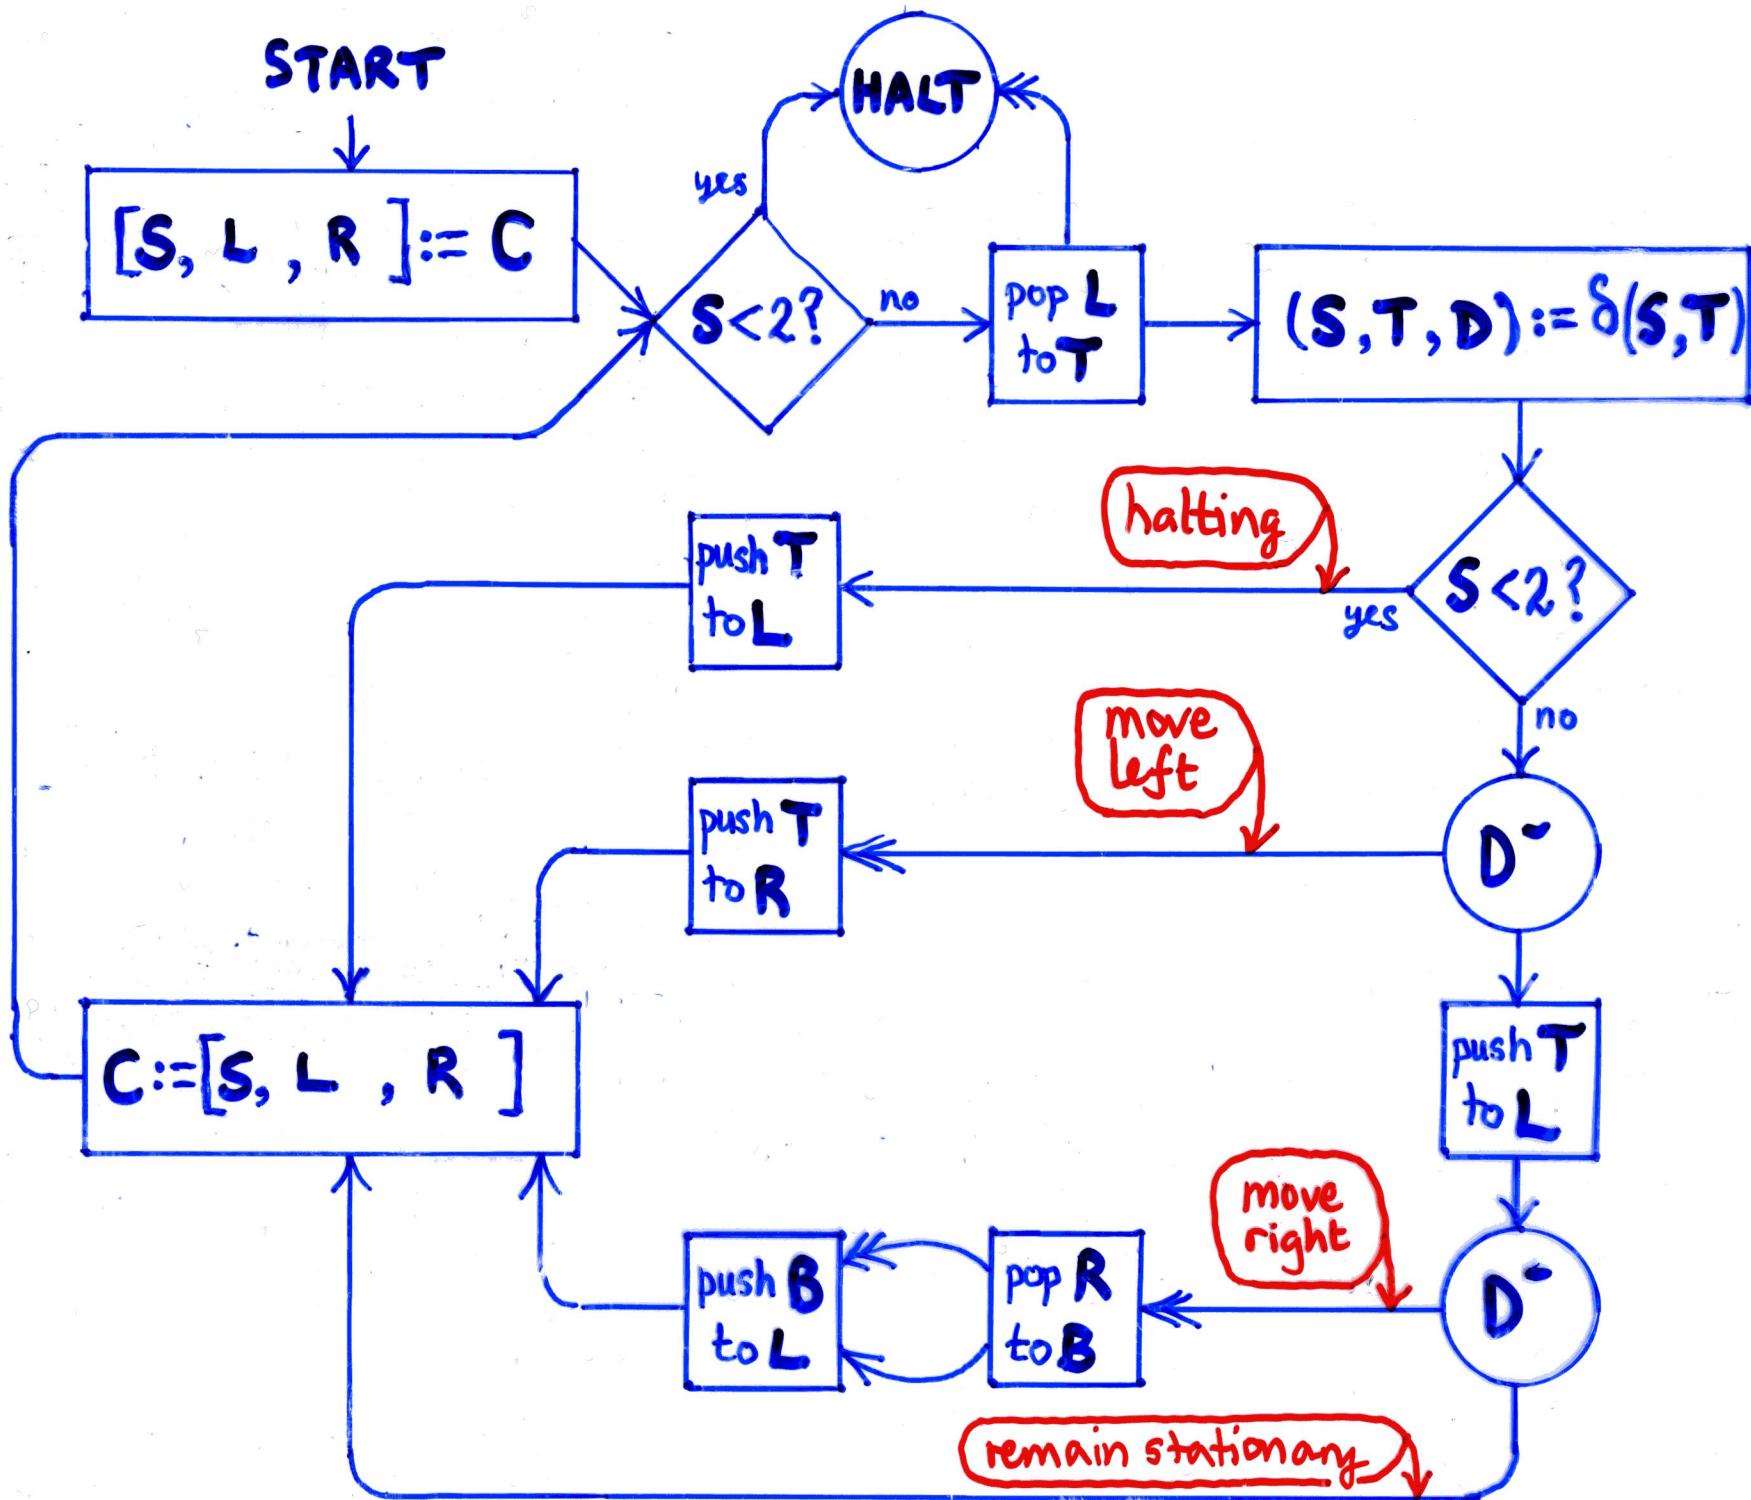 START
HALT
yes
[S, L , R ]:= C
S<2?
no
pop L
to T
(S,T,D):= δ(S,T)
halting
push T
to L
yes
S<2?
no
move
left
push T
to R
D⁻
C:=[S, L , R ]
push T
to L
move
right
push B
to L
pop R
to B
D⁻
remain stationary